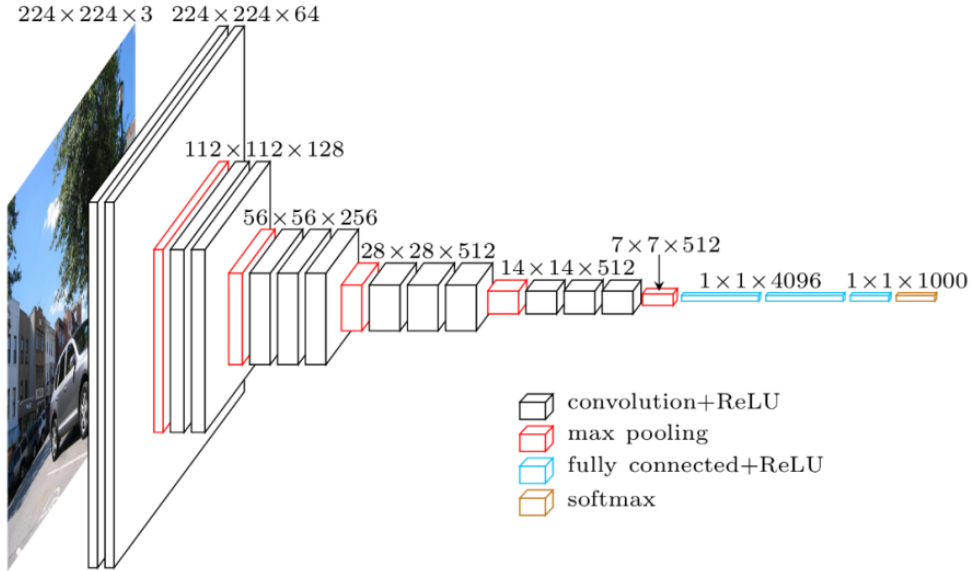 224×224×3
224×224×64
112×112×128
56×56×256
28×28×512
14×14×512
7×7×512
1×1×4096
1×1×1000
convolution+ReLU
max pooling
fully connected+ReLU
softmax